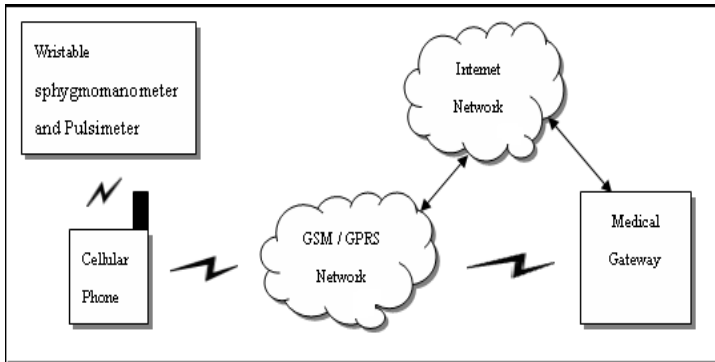 Wristable
sphygmomanometer
and Pulsimeter
Internet
Network
GSM / GPRS
Network
Cellular
Phone
Medical
Gateway